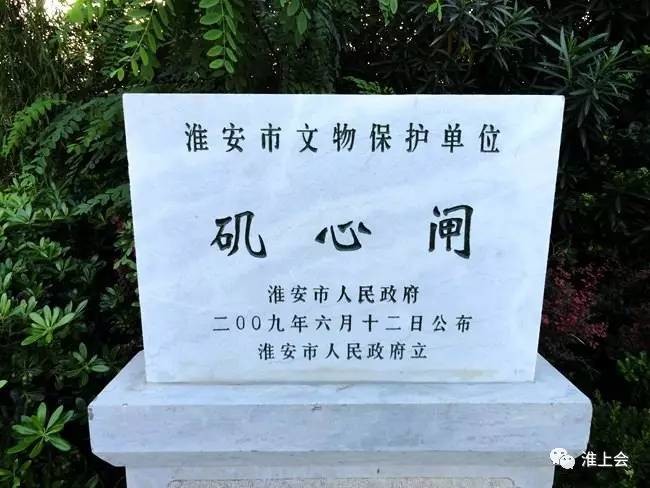 淮安市文物保护单位
矶心闸
淮安市人民政府
二〇〇九年六月十二日公布
淮安市人民政府立
淮上会